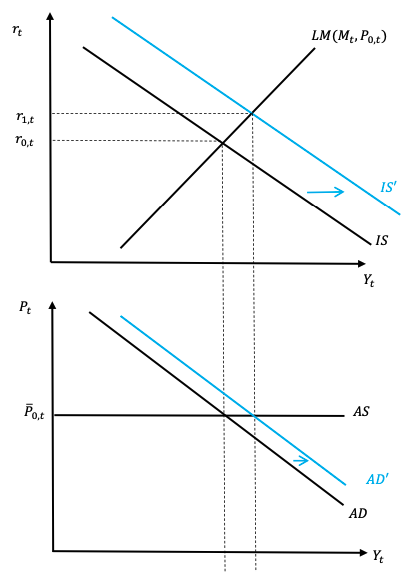 r_t
LM(M_t, P_{0,t})
r_{1,t}
r_{0,t}
IS′
IS
Y_t
P_t
P̄_{0,t}
AS
AD′
AD
Y_t